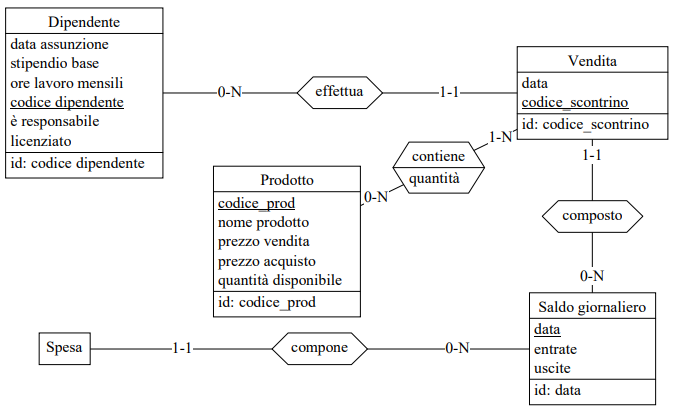 Dipendente
data assunzione
stipendio base
ore lavoro mensili
codice dipendente
è responsabile
licenziato
id: codice dipendente
0-N
effettua
1-1
Vendita
data
codice_scontrino
id: codice_scontrino
1-N
contiene
quantità
0-N
Prodotto
codice_prod
nome prodotto
prezzo vendita
prezzo acquisto
quantità disponibile
id: codice_prod
1-1
composto
0-N
Saldo giornaliero
data
entrate
uscite
id: data
Spesa
1-1
compone
0-N